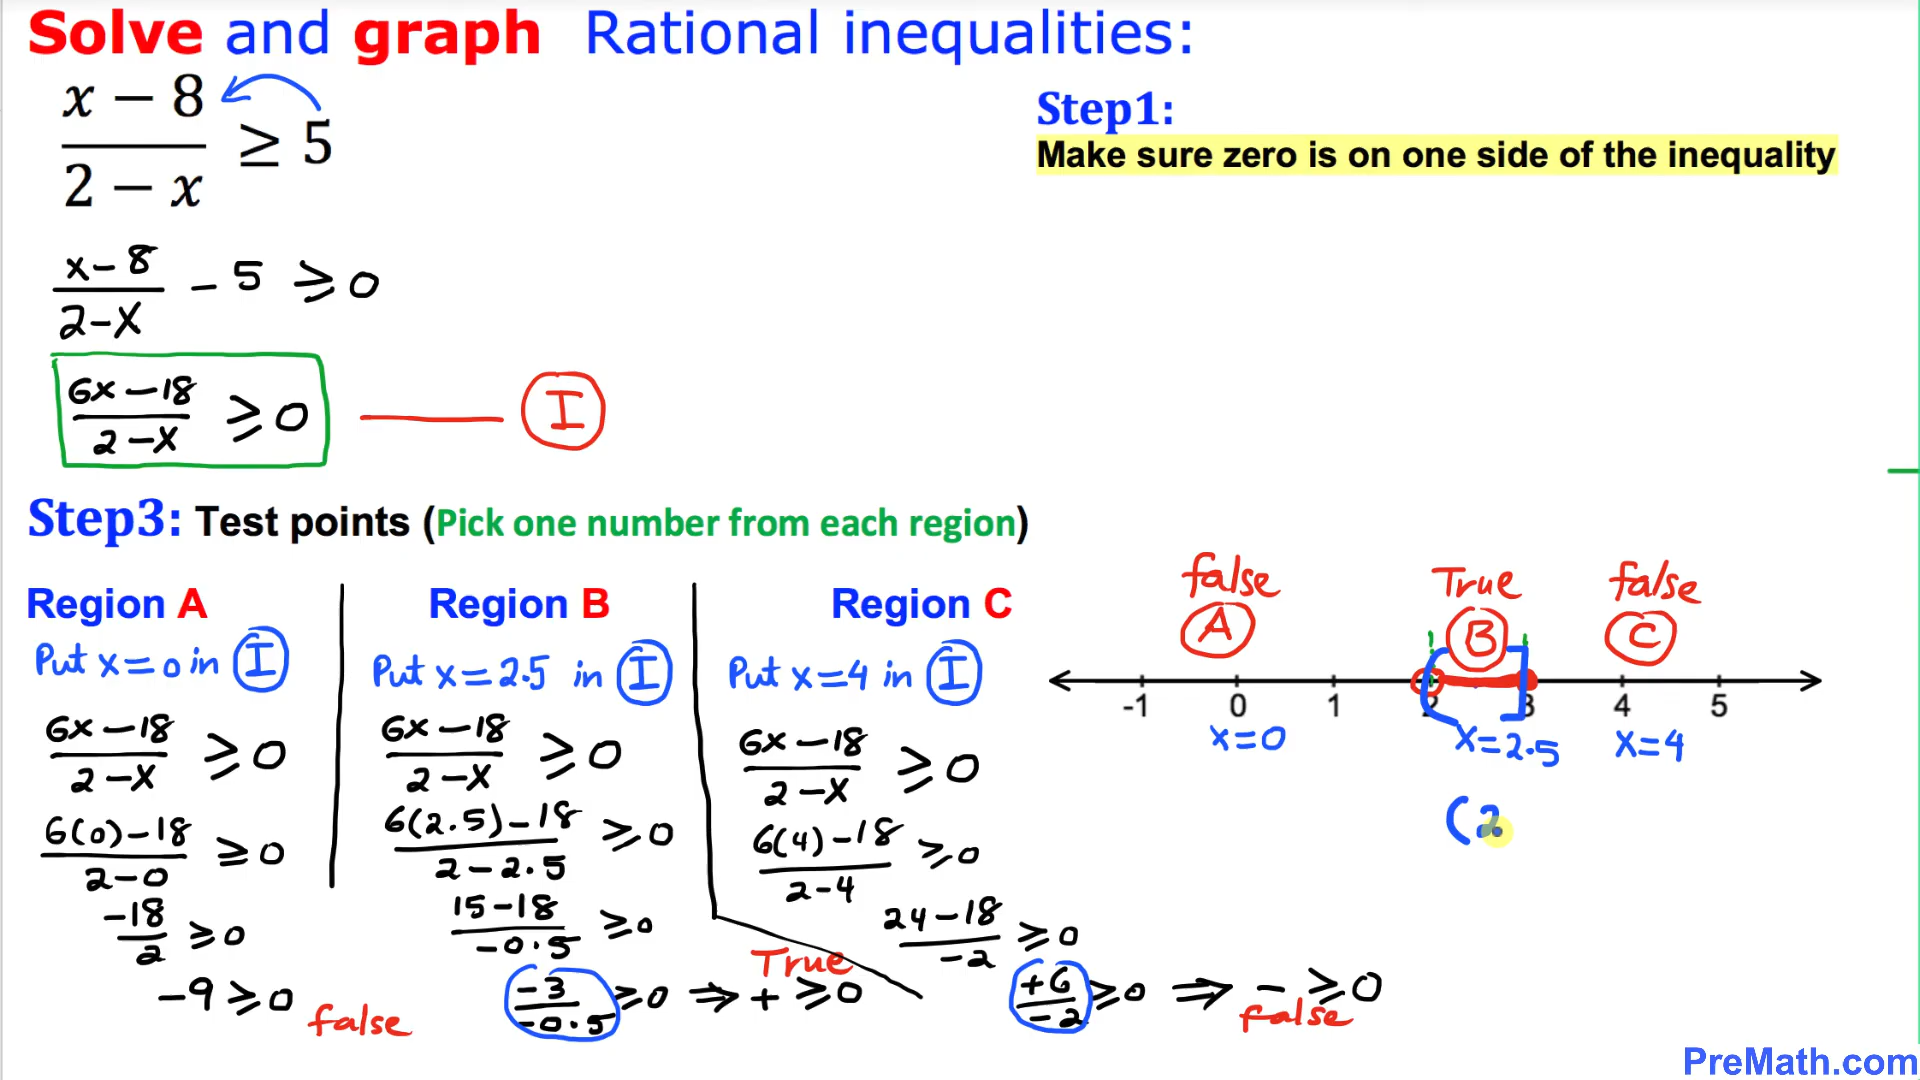 Solve and graph Rational inequalities:
x − 8
2 − x
≥ 5
Step1:
Make sure zero is on one side of the inequality
x−8
2−x
− 5 ≥ 0
6x −18
2 −x
≥ 0
I
Step3: Test points (Pick one number from each region)
Region A
Put x=0 in I
6x −18
2 −x
≥ 0
6(0)−18
2−0
≥ 0
−18
2
≥ 0
−9 ≥ 0
false
Region B
Put x=2.5 in I
6x −18
2 −x
≥ 0
6(2.5)−18
2−2.5
≥ 0
15−18
−0.5
≥ 0
−3
−0.5
≥ 0 ⇒ + ≥ 0
True
Region C
Put x=4 in I
6x −18
2 −x
≥ 0
6(4)−18
2−4
≥ 0
24−18
−2
≥ 0
+6
−2
≥ 0 ⇒ − ≥ 0
false
false True false
A B C
-1 0 1 2 3 4 5
x=0 x=2.5 x=4
(2
PreMath.com